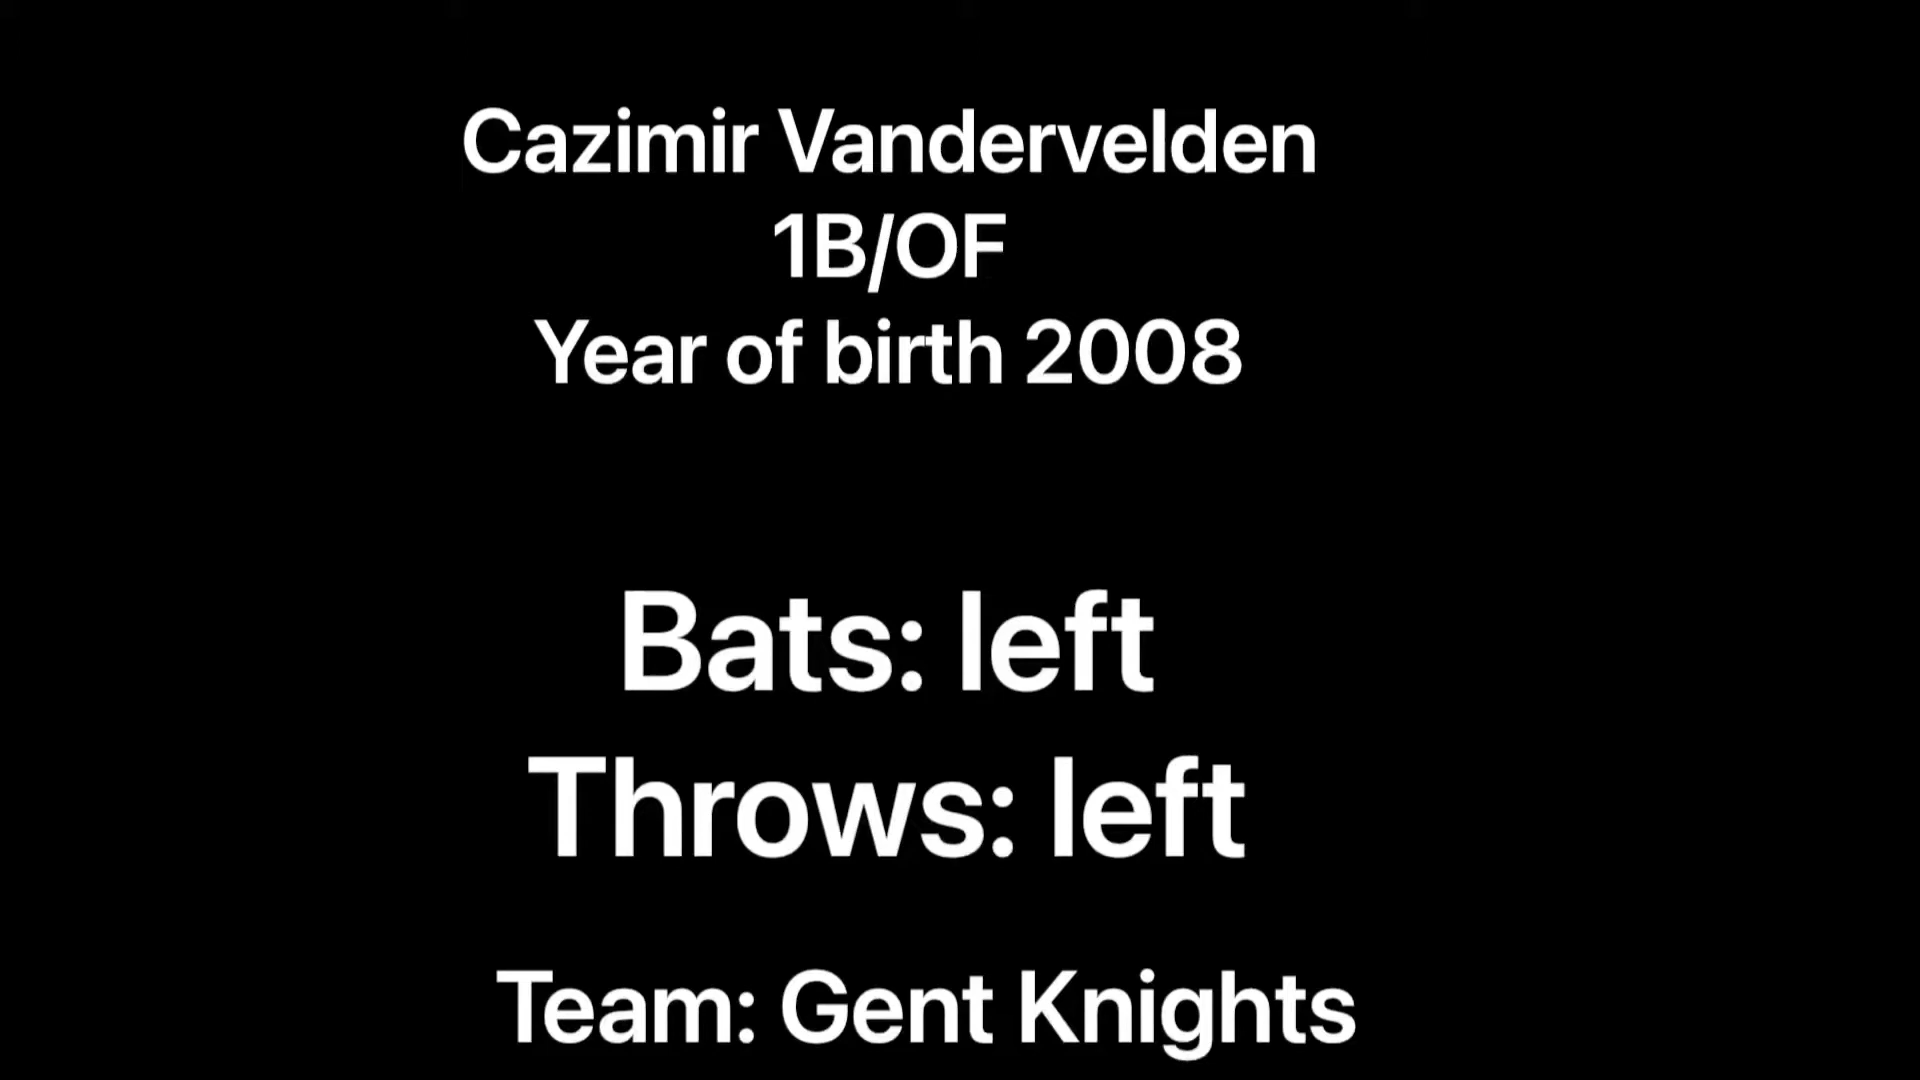 Cazimir Vandervelden
1B/OF
Year of birth 2008
Bats: left
Throws: left
Team: Gent Knights